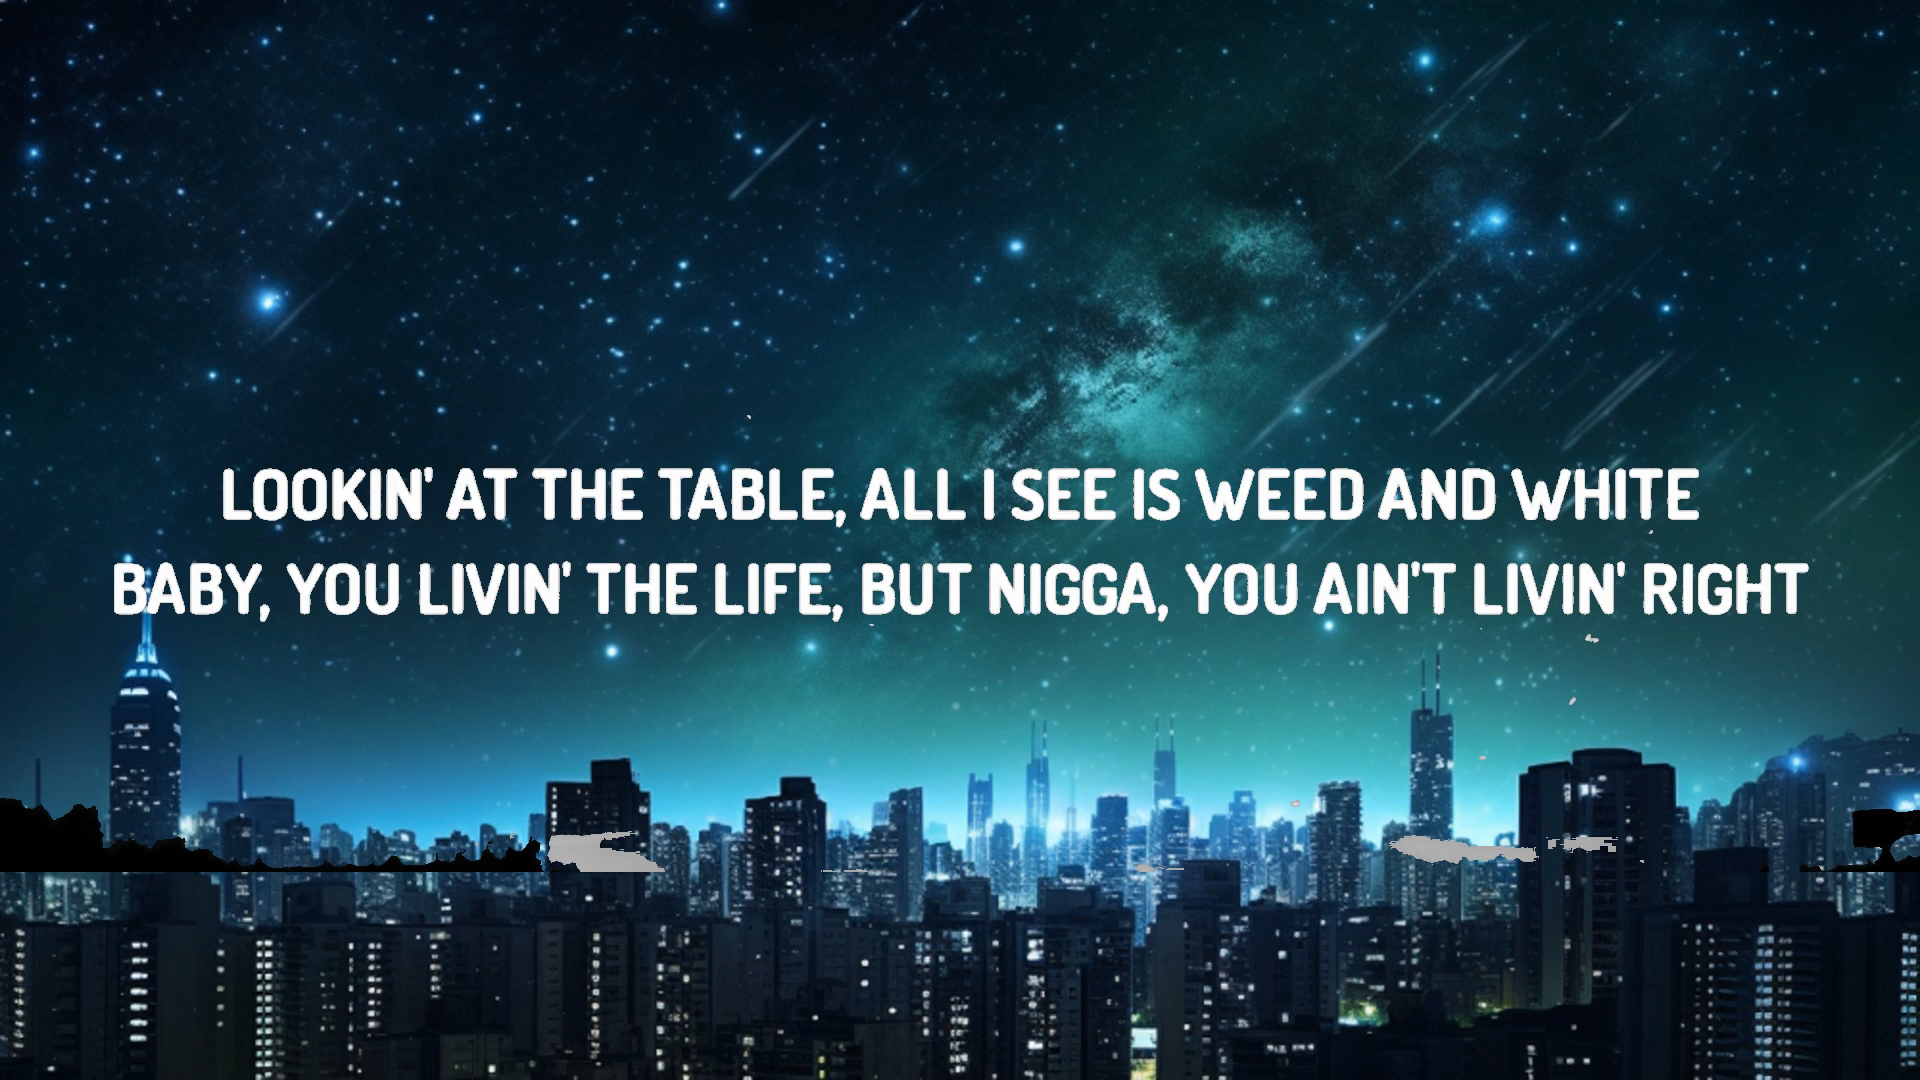 LOOKIN' AT THE TABLE, ALL I SEE IS WEED AND WHITE
BABY, YOU LIVIN' THE LIFE, BUT NIGGA, YOU AIN'T LIVIN' RIGHT